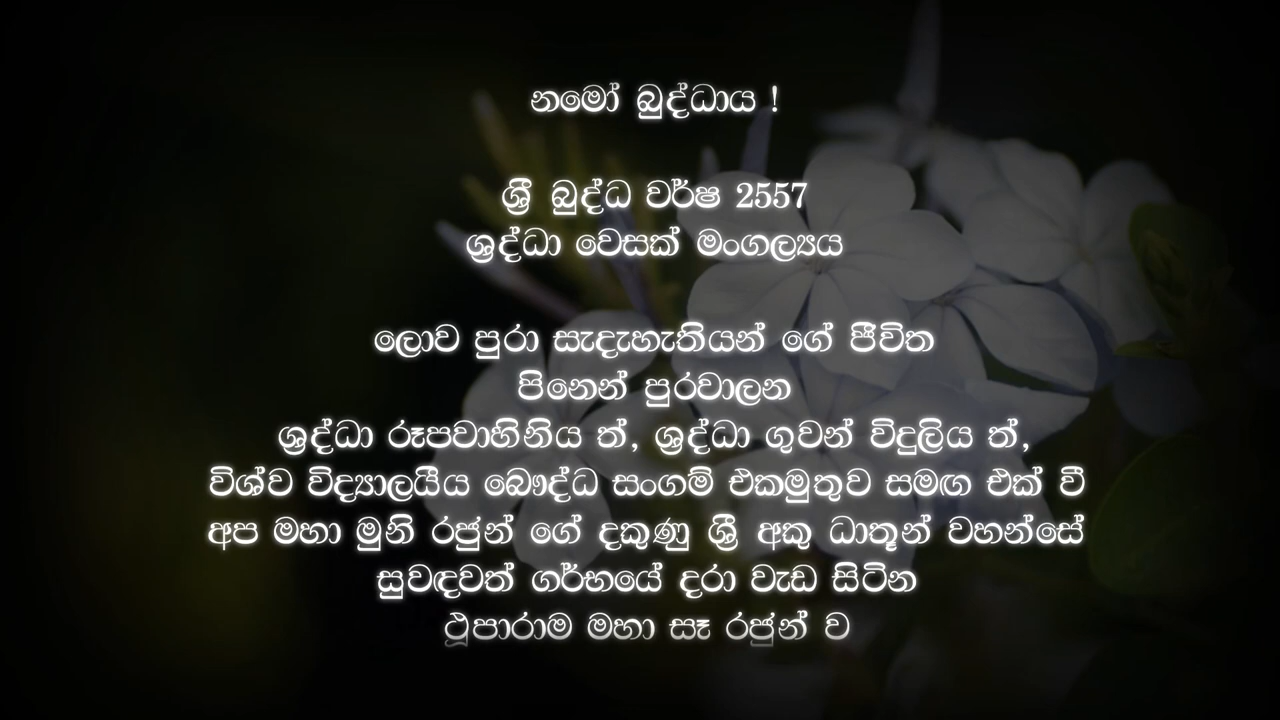 නමෝ බුද්ධාය !
ශ්‍රී බුද්ධ වර්ෂ 2557
ශ්‍රද්ධා වෙසක් මංගල්‍යය
ලොව පුරා සැදැහැතියන් ගේ ජීවිත
පිනෙන් පුරවාලන
ශ්‍රද්ධා රූපවාහිනිය ත්, ශ්‍රද්ධා ගුවන් විදුලිය ත්,
විශ්ව විද්‍යාලයීය බෞද්ධ සංගම් එකමුතුව සමඟ එක් වී
අප මහා මුනි රජුන් ගේ දකුණු ශ්‍රී අකු ධාතූන් වහන්සේ
සුවඳවත් ගර්භයේ දරා වැඩ සිටින
ථූපාරාම මහා සෑ රජුන් ව